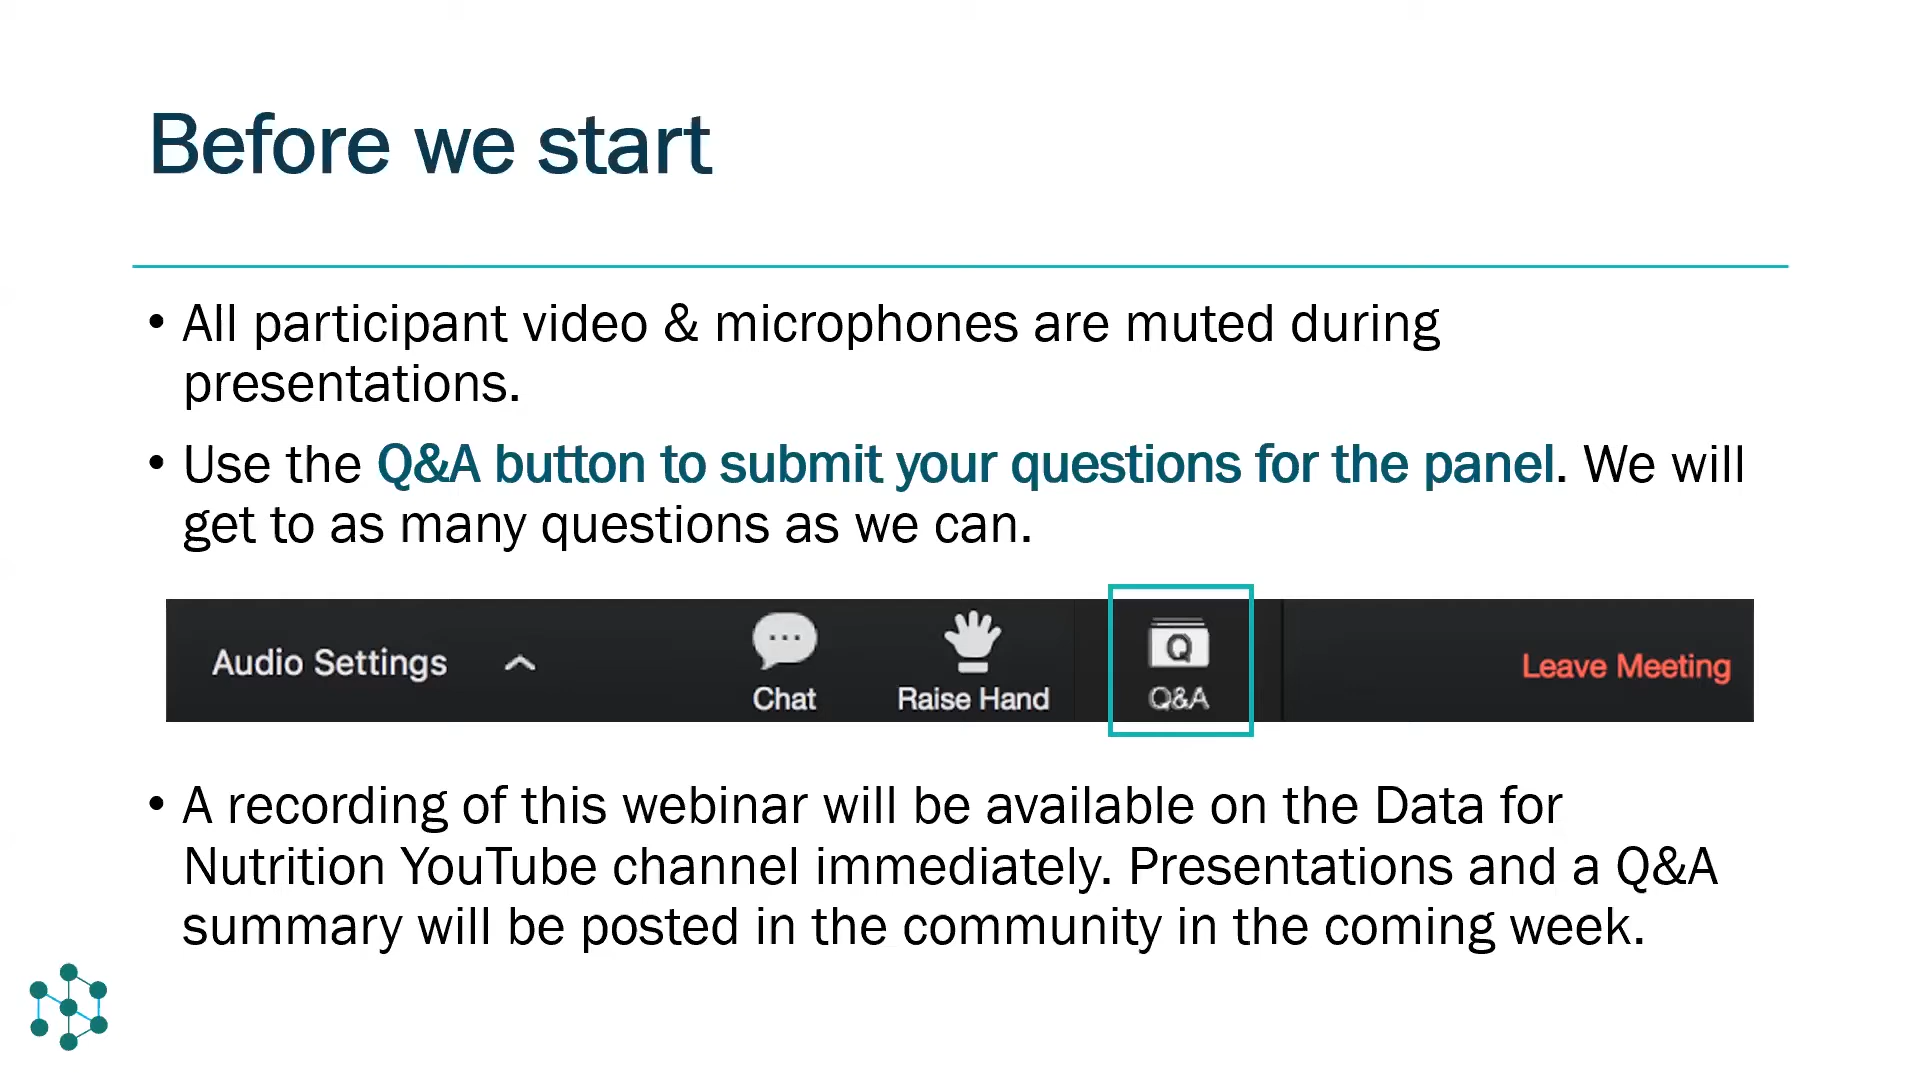 Before we start
• All participant video & microphones are muted during
presentations.
• Use the Q&A button to submit your questions for the panel. We will
get to as many questions as we can.
Audio Settings
Chat
Raise Hand
Q
Q&A
Leave Meeting
• A recording of this webinar will be available on the Data for
Nutrition YouTube channel immediately. Presentations and a Q&A
summary will be posted in the community in the coming week.